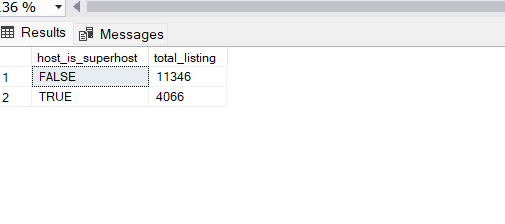 .36 %
Results Messages
host_is_superhost total_listing
1 FALSE 11346
2 TRUE 4066